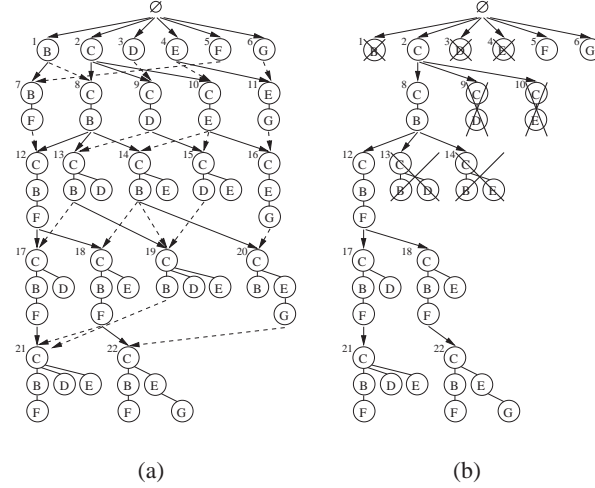 ∅ ∅
1 B 2 C 3 D 4 E 5 F 6 G 1 B 2 C 3 D 4 E 5 F 6 G
7 B 8 C 9 C 10 C 11 E 8 C 9 C 10 C
F B D E G B D E
12 C 13 C 14 C 15 C 16 C 12 C 13 C 14 C
B B D B E D E E B B D B E
F G F
17 C 18 C 19 C 20 C 17 C 18 C
B D B E B D E B E B D B E
F F G F F
21 C 22 C 21 C 22 C
B D E B E B D E B E
F F G F F G
(a) (b)